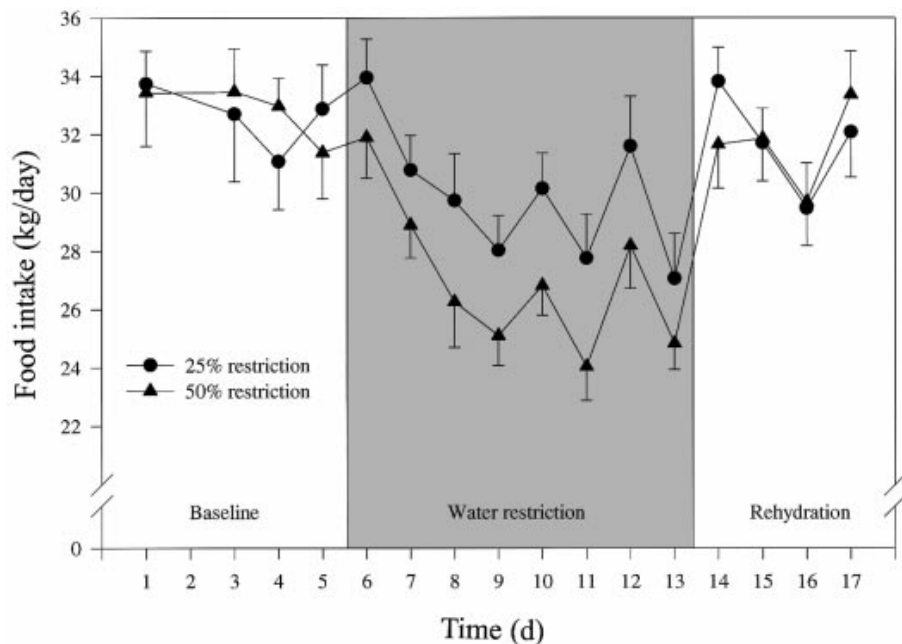 Food intake (kg/day)
36
34
32
30
28
26
24
22
0
25% restriction
50% restriction
Baseline
Water restriction
Rehydration
1 2 3 4 5 6 7 8 9 10 11 12 13 14 15 16 17
Time (d)